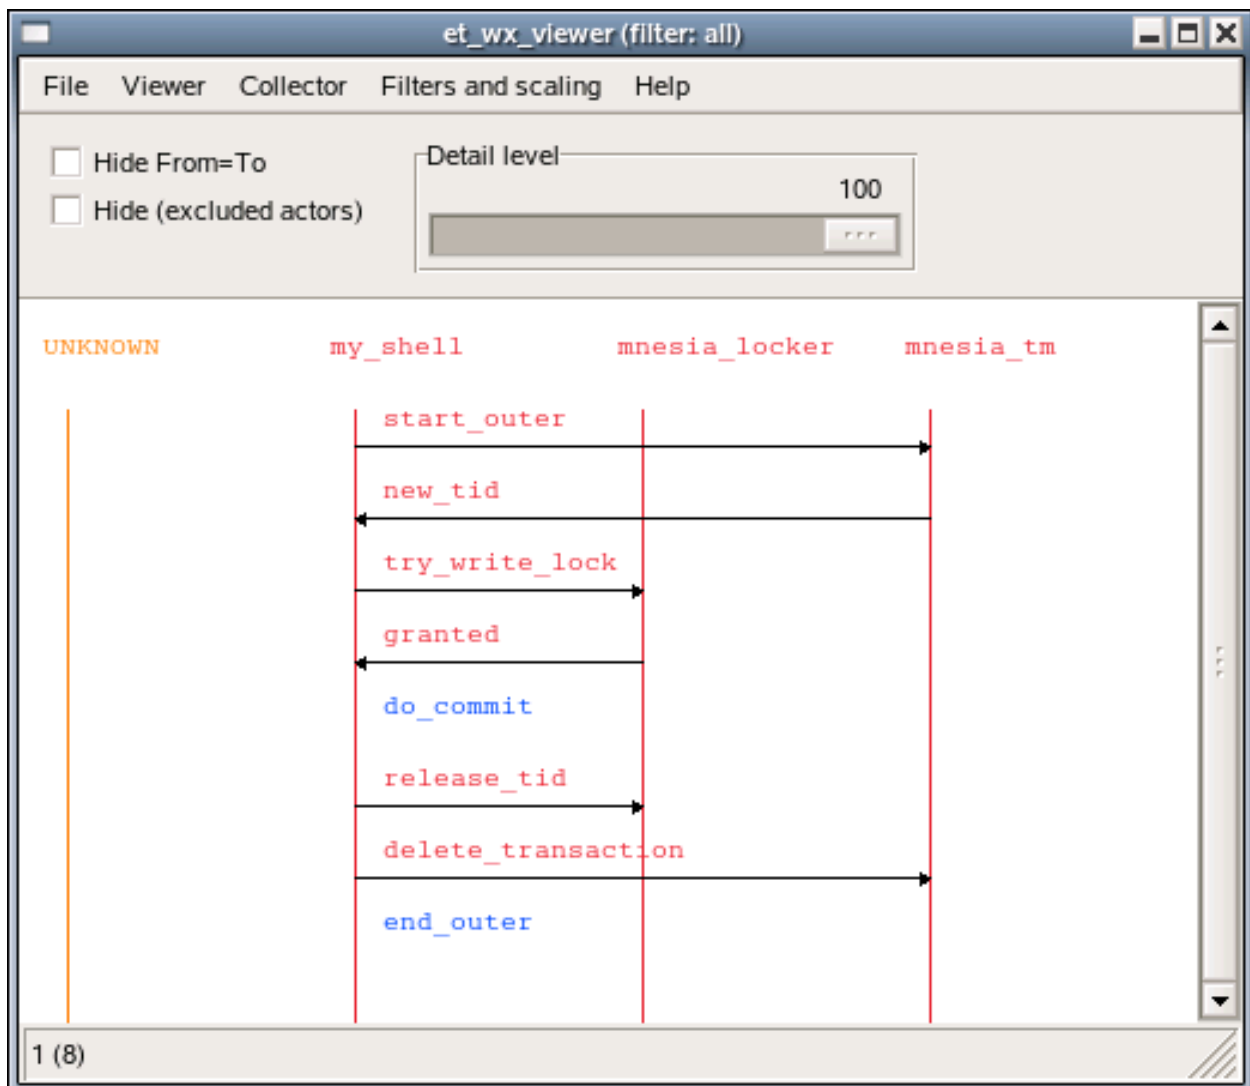 et_wx_viewer (filter: all)
File Viewer Collector Filters and scaling Help
Hide From=To
Hide (excluded actors)
Detail level
100
UNKNOWN my_shell mnesia_locker mnesia_tm
start_outer
new_tid
try_write_lock
granted
do_commit
release_tid
delete_transaction
end_outer
1 (8)